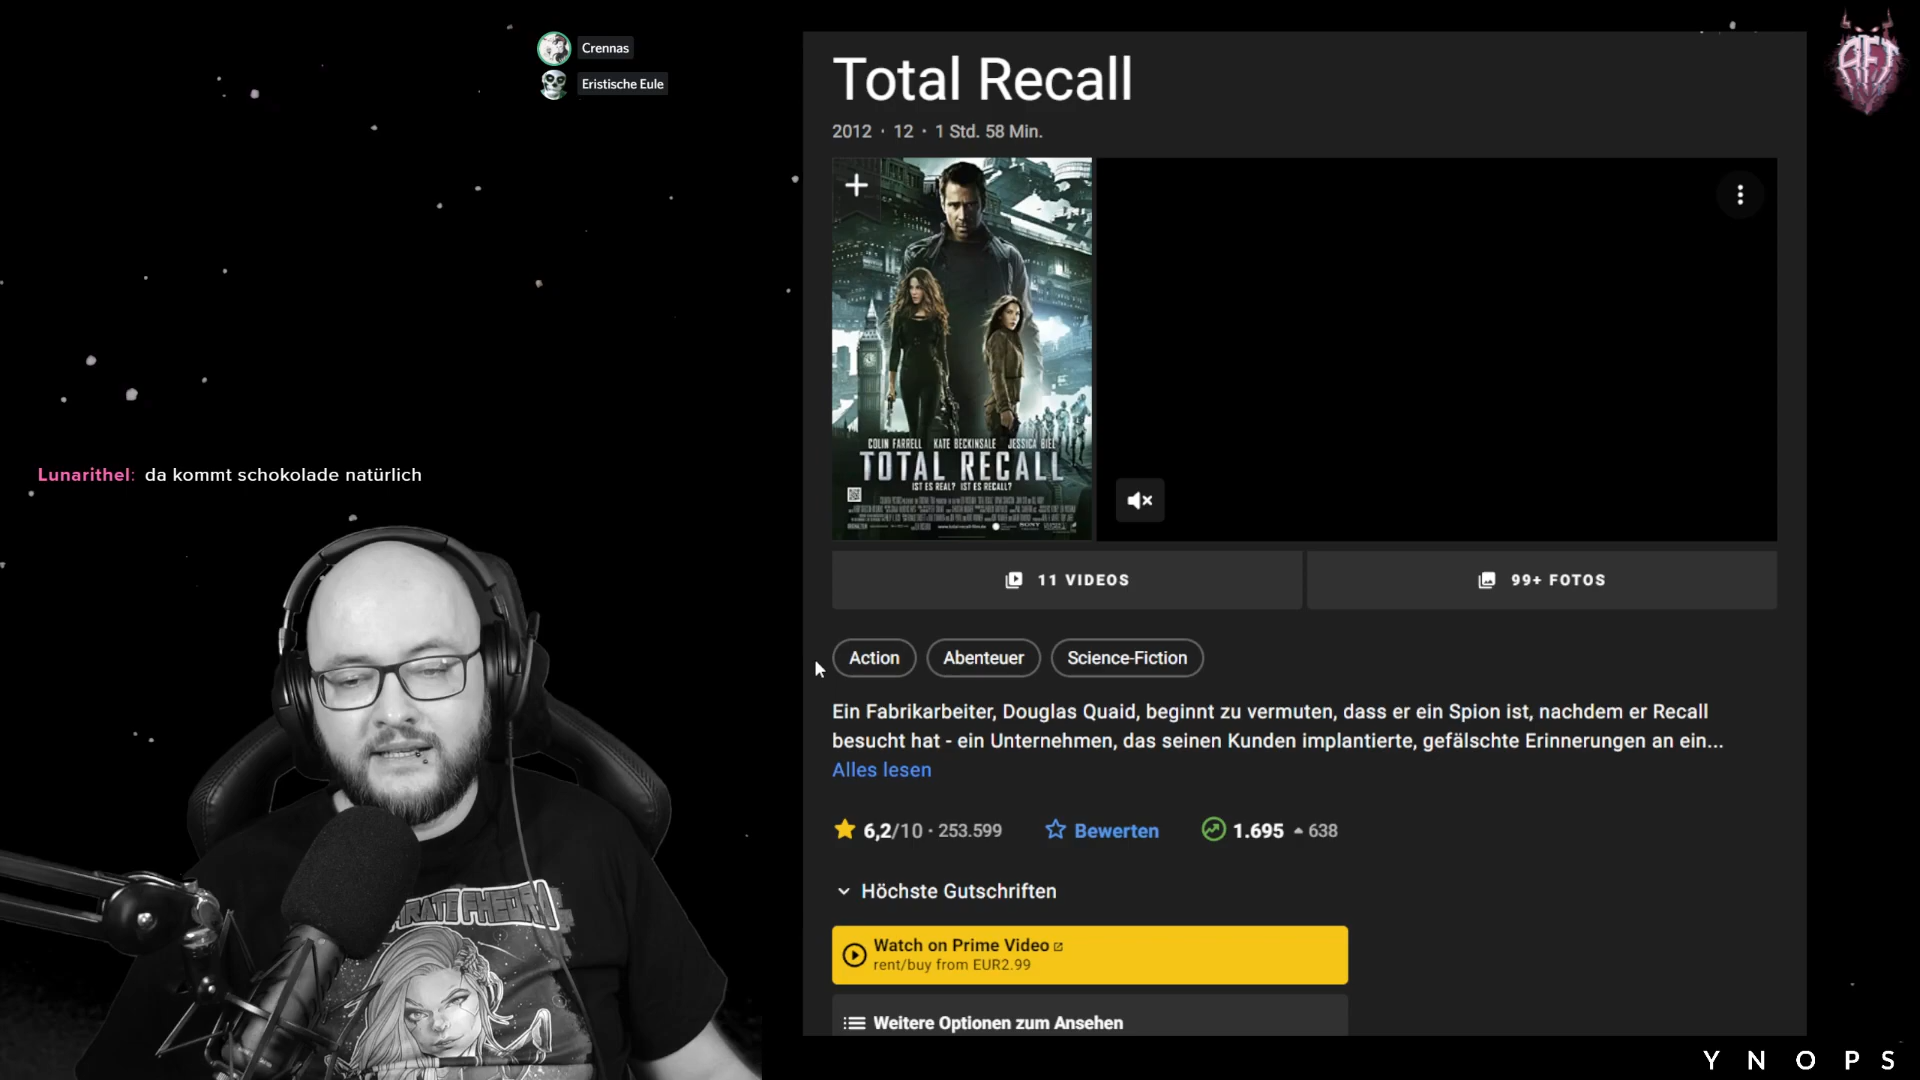 Crennas
Eristische Eule
AFT
Total Recall
2012 · 12 · 1 Std. 58 Min.
COLIN FARRELL KATE BECKINSALE JESSICA BIEL
TOTAL RECALL
IST ES REAL? IST ES RECALL?
11 VIDEOS
99+ FOTOS
Lunarithel: da kommt schokolade natürlich
Action
Abenteuer
Science-Fiction
Ein Fabrikarbeiter, Douglas Quaid, beginnt zu vermuten, dass er ein Spion ist, nachdem er Recall
besucht hat - ein Unternehmen, das seinen Kunden implantierte, gefälschte Erinnerungen an ein...
Alles lesen
6,2/10 · 253.599
Bewerten
1.695 638
Höchste Gutschriften
Watch on Prime Video
rent/buy from EUR2.99
Weitere Optionen zum Ansehen
YNOPS